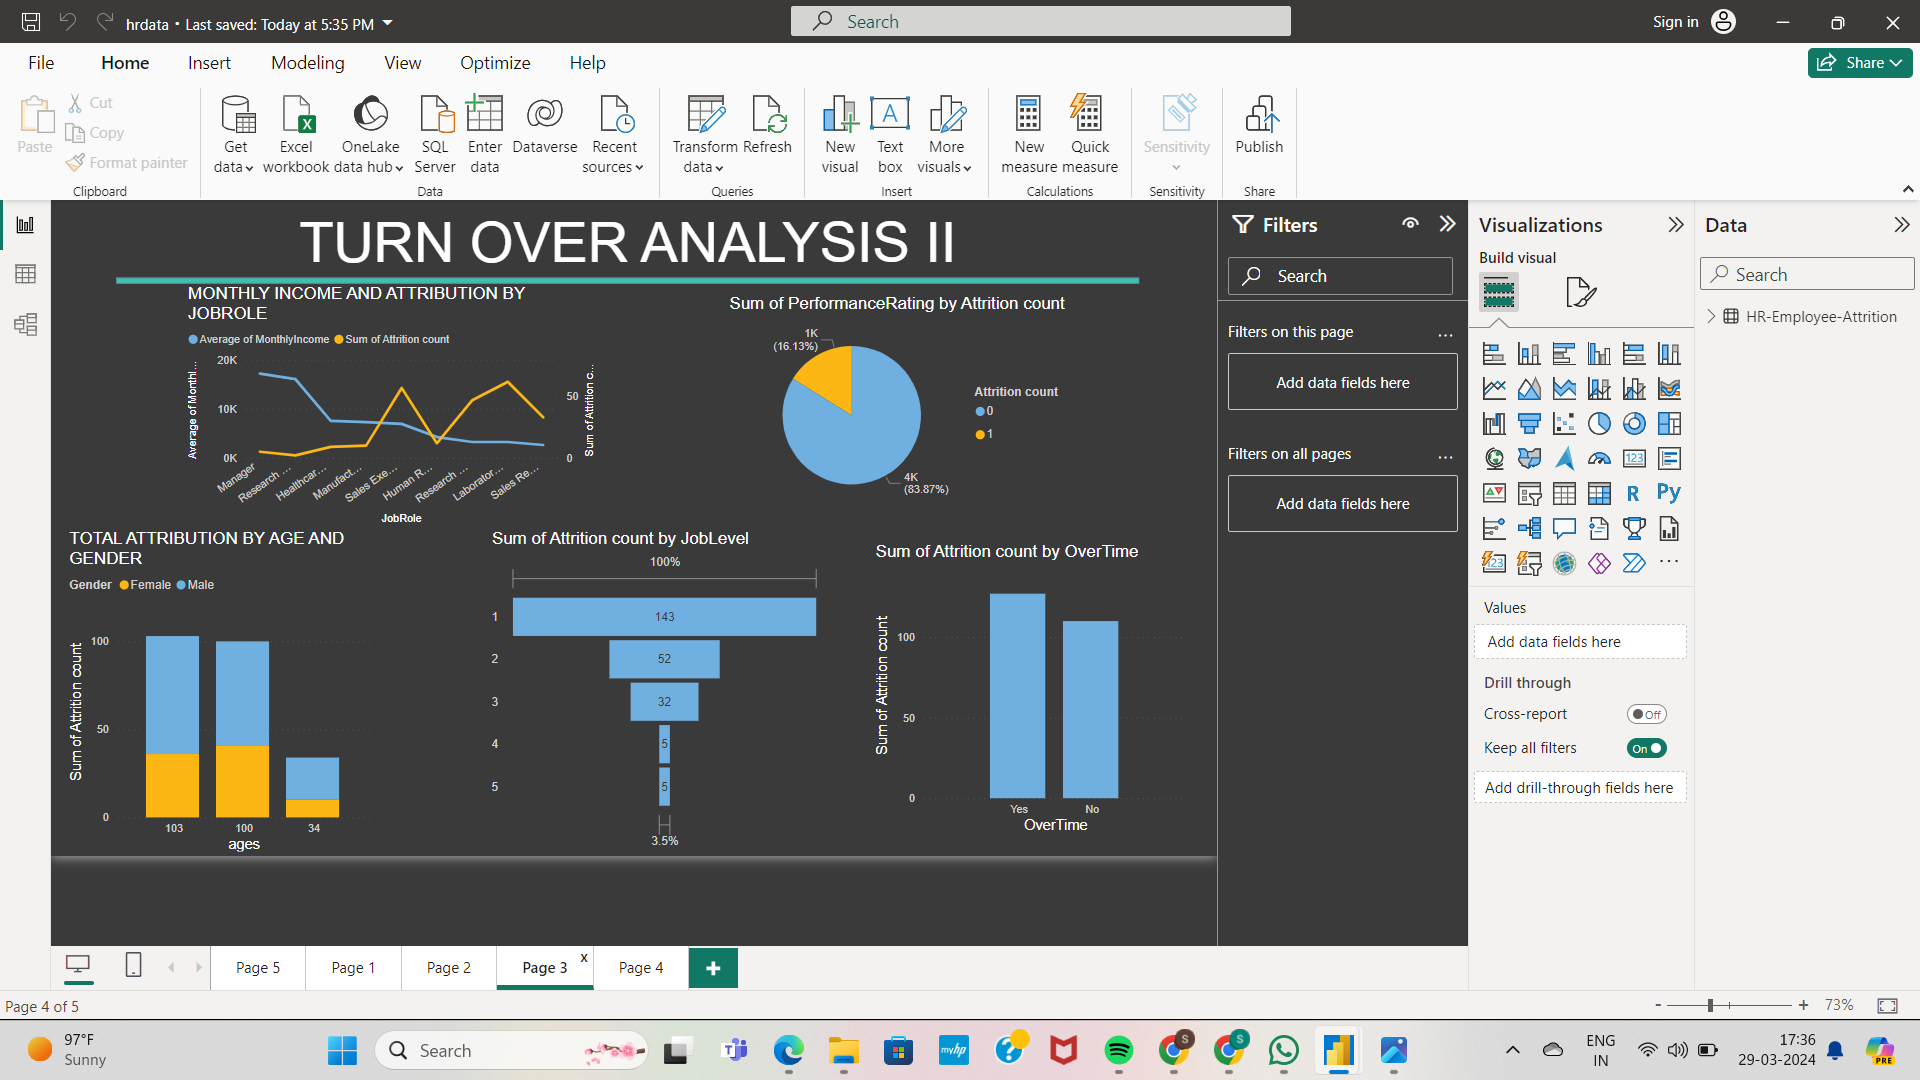 hrdata • Last saved: Today at 5:35 PM
Search
Sign in
File Home Insert Modeling View Optimize Help
Share
Paste
Cut
Copy
Format painter
Clipboard
Get data
Excel workbook
OneLake data hub
SQL Server
Enter data
Dataverse
Recent sources
Data
Transform data
Refresh
Queries
New visual
Text box
More visuals
Insert
New measure
Quick measure
Calculations
Sensitivity
Sensitivity
Publish
Share
TURN OVER ANALYSIS II
MONTHLY INCOME AND ATTRIBUTION BY
JOBROLE
Average of MonthlyIncome Sum of Attrition count
Average of Monthl...
20K
10K
0K
50
0
Sum of Attrition c...
Manager
Research ...
Healthcar...
Manufact...
Sales Exe...
Human R...
Research ...
Laborator...
Sales Re...
JobRole
Sum of PerformanceRating by Attrition count
1K
(16.13%)
4K
(83.87%)
Attrition count
0
1
TOTAL ATTRIBUTION BY AGE AND
GENDER
Gender Female Male
Sum of Attrition count
100
50
0
103 100 34
ages
Sum of Attrition count by JobLevel
100%
1 143
2 52
3 32
4 5
5 5
3.5%
Sum of Attrition count by OverTime
Sum of Attrition count
100
50
0
Yes No
OverTime
Filters
Search
Filters on this page
...
Add data fields here
Filters on all pages
...
Add data fields here
Visualizations
Build visual
123
R
Py
123
...
Values
Add data fields here
Drill through
Cross-report
Off
Keep all filters
On
Add drill-through fields here
Data
Search
HR-Employee-Attrition
Page 5
Page 1
Page 2
Page 3
x
Page 4
+
Page 4 of 5
- + 73%
97°F
Sunny
Search
myhp
?
S
S
ENG
IN
17:36
29-03-2024
PRE